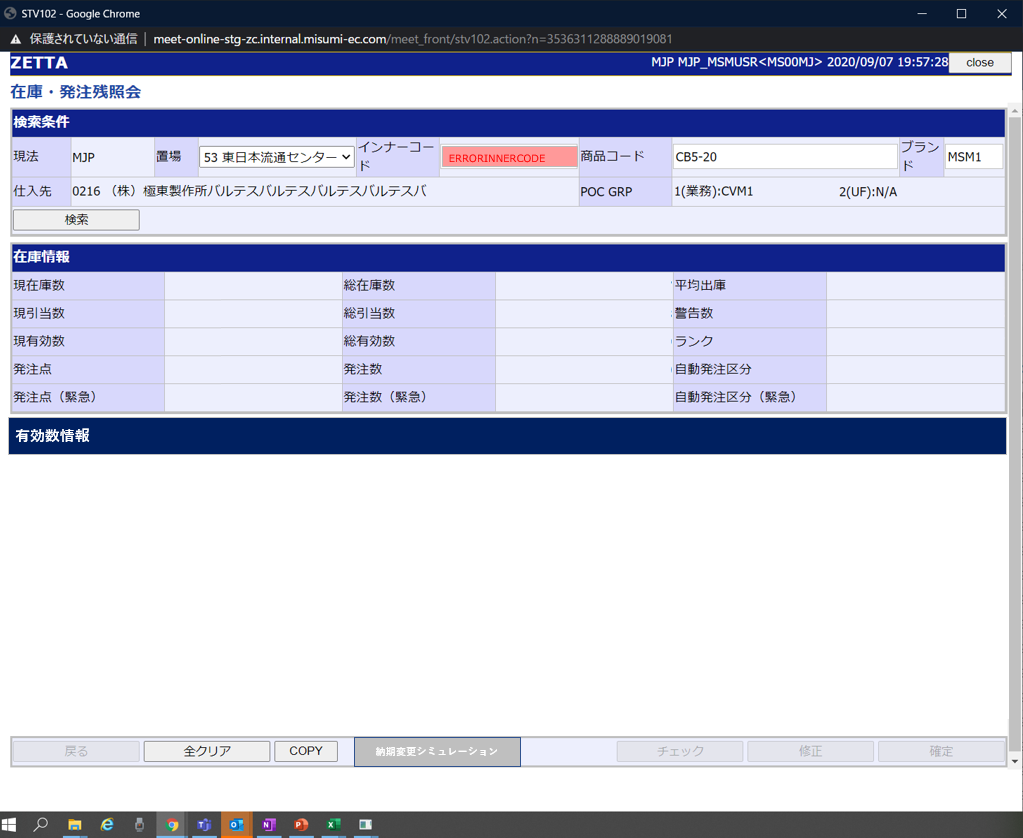 STV102 - Google Chrome
保護されていない通信 | meet-online-stg-zc.internal.misumi-ec.com/meet_front/stv102.action?n=3536311288889019081
ZETTA MJP MJP_MSMUSR<MS00MJ> 2020/09/07 19:57:28 close
在庫・発注残照会
検索条件
現法 MJP 置場 53 東日本流通センター インナーコード ERRORINNERCODE 商品コード CB5-20 ブランド MSM1
仕入先 0216 （株）極東製作所バルテスバルテスバルテスバルテスバ POC GRP 1(業務):CVM1 2(UF):N/A
検索
在庫情報
現在庫数 総在庫数 平均出庫
現引当数 総引当数 警告数
現有効数 総有効数 ランク
発注点 発注数 自動発注区分
発注点（緊急） 発注数（緊急） 自動発注区分（緊急）
有効数情報
戻る 全クリア COPY 納期変更シミュレーション チェック 修正 確定